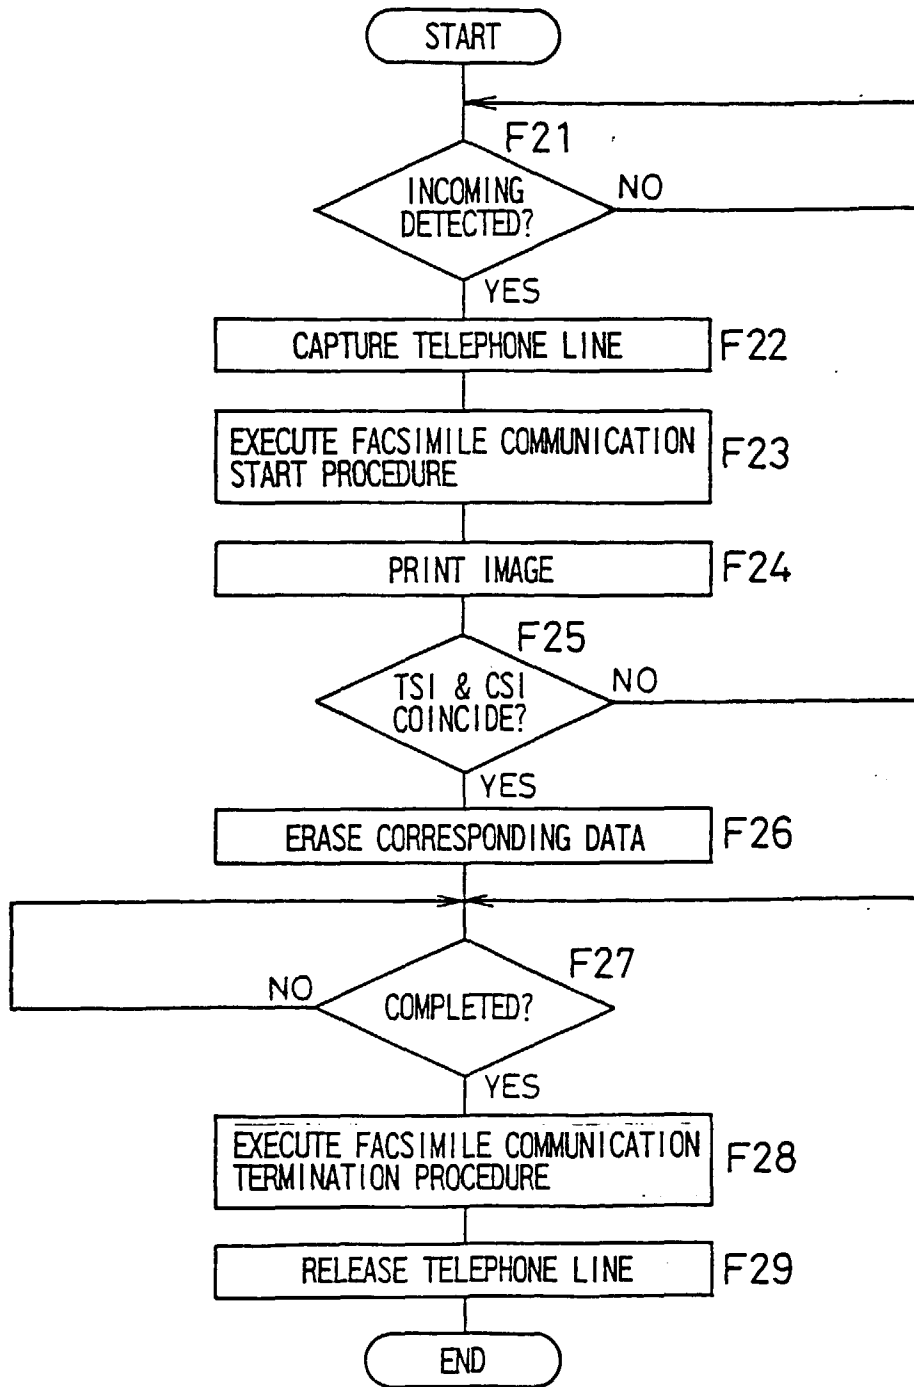 START
F21
INCOMING
DETECTED?
NO
YES
CAPTURE TELEPHONE LINE
F22
EXECUTE FACSIMILE COMMUNICATION
START PROCEDURE
F23
PRINT IMAGE
F24
F25
TSI & CSI
COINCIDE?
NO
YES
ERASE CORRESPONDING DATA
F26
F27
NO
COMPLETED?
YES
EXECUTE FACSIMILE COMMUNICATION
TERMINATION PROCEDURE
F28
RELEASE TELEPHONE LINE
F29
END